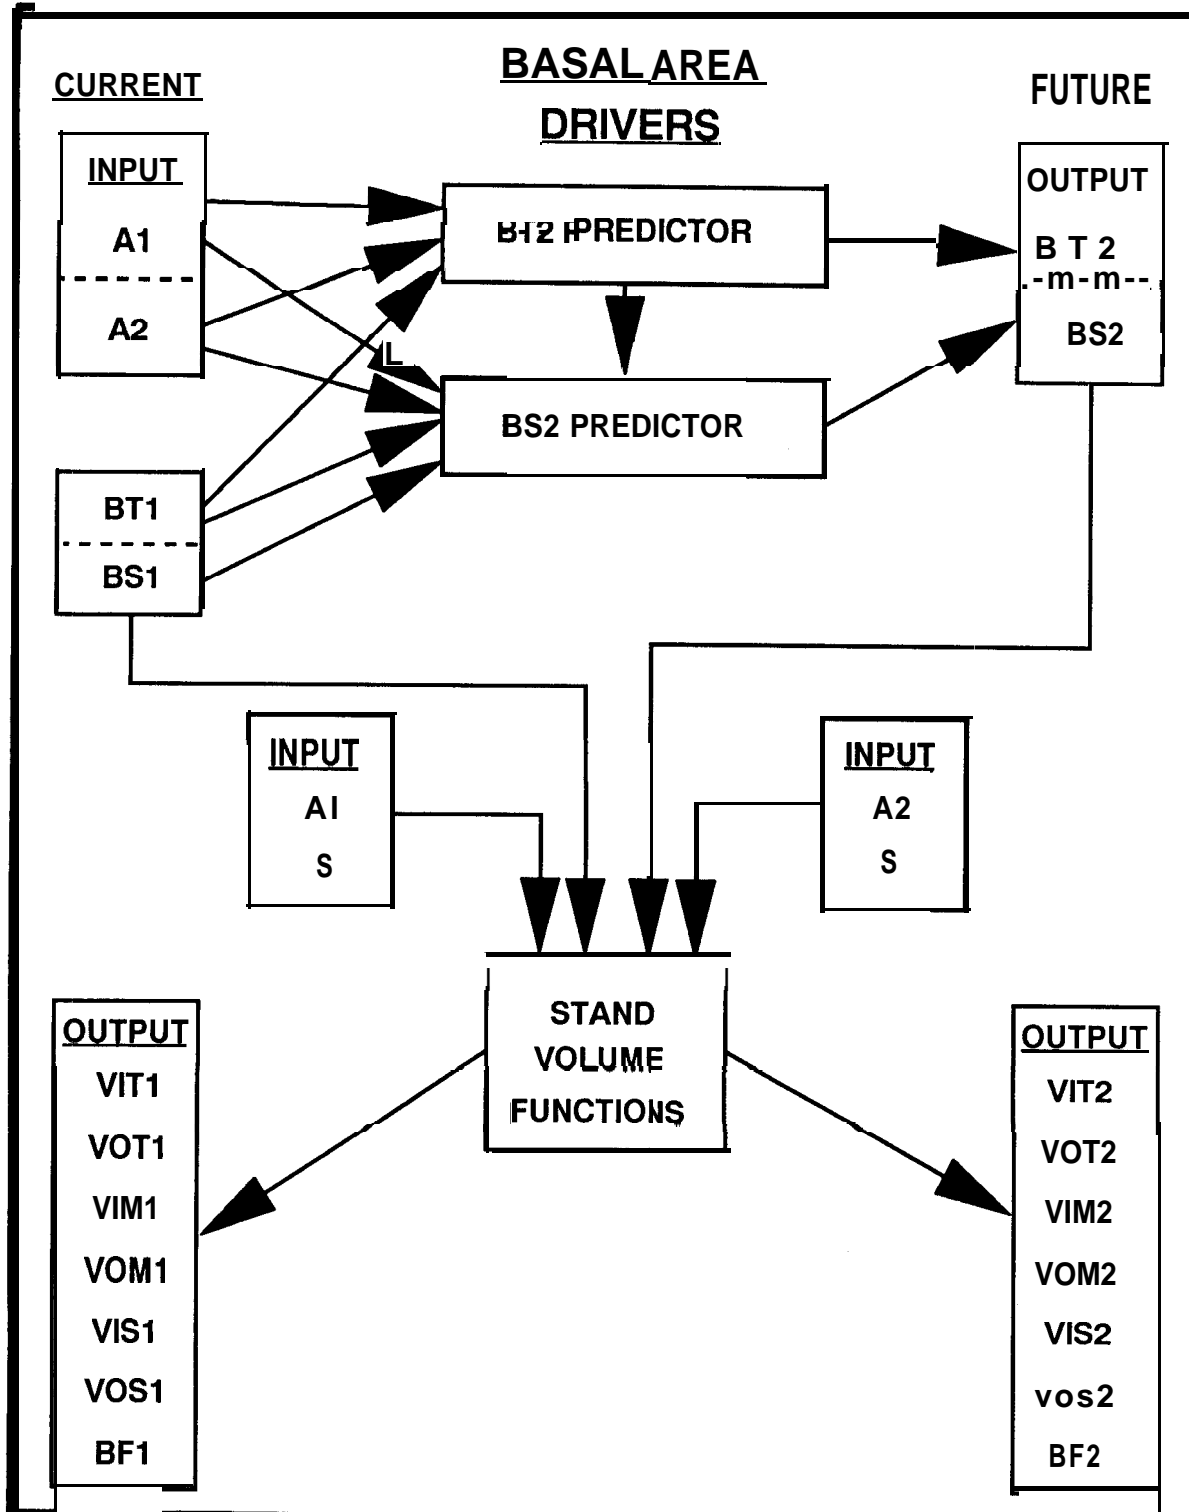 CURRENT
BASAL AREA
DRIVERS
FUTURE
INPUT
A1
A2
BT1
BS1
L
PREDICTOR
BS2 PREDICTOR
OUTPUT
B T 2
.-m-m--.
BS2
INPUT
AI
S
INPUT
A2
S
STAND
VOLUME
FUNCTIONS
OUTPUT
VIT1
VOT1
VIM1
VOM1
VIS1
VOS1
BF1
OUTPUT
VIT2
VOT2
VIM2
VOM2
VIS2
vos2
BF2